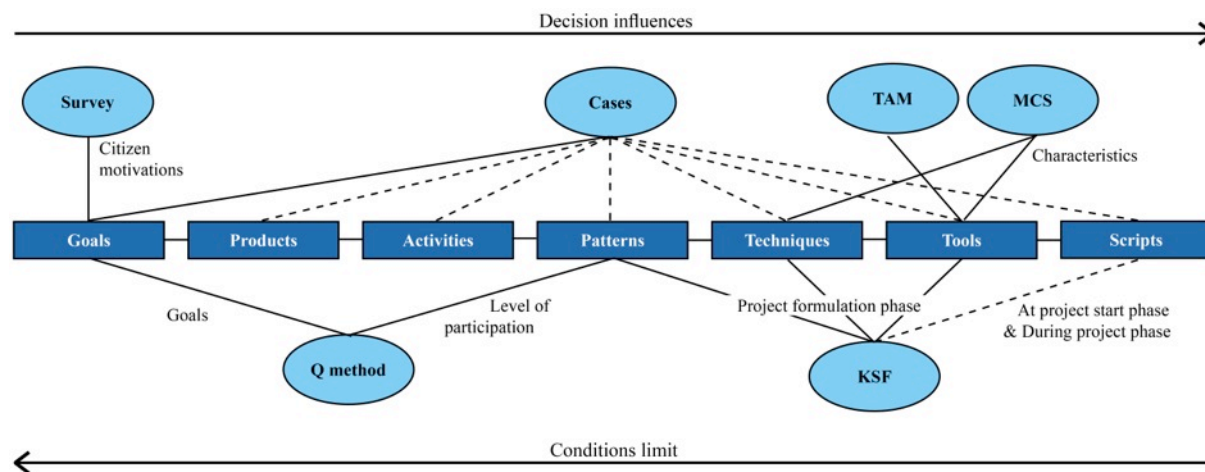 Decision influences
Survey
Cases
TAM
MCS
Citizen
motivations
Characteristics
Goals
Products
Activities
Patterns
Techniques
Tools
Scripts
Goals
Level of
participation
Project formulation phase
At project start phase
& During project phase
Q method
KSF
Conditions limit